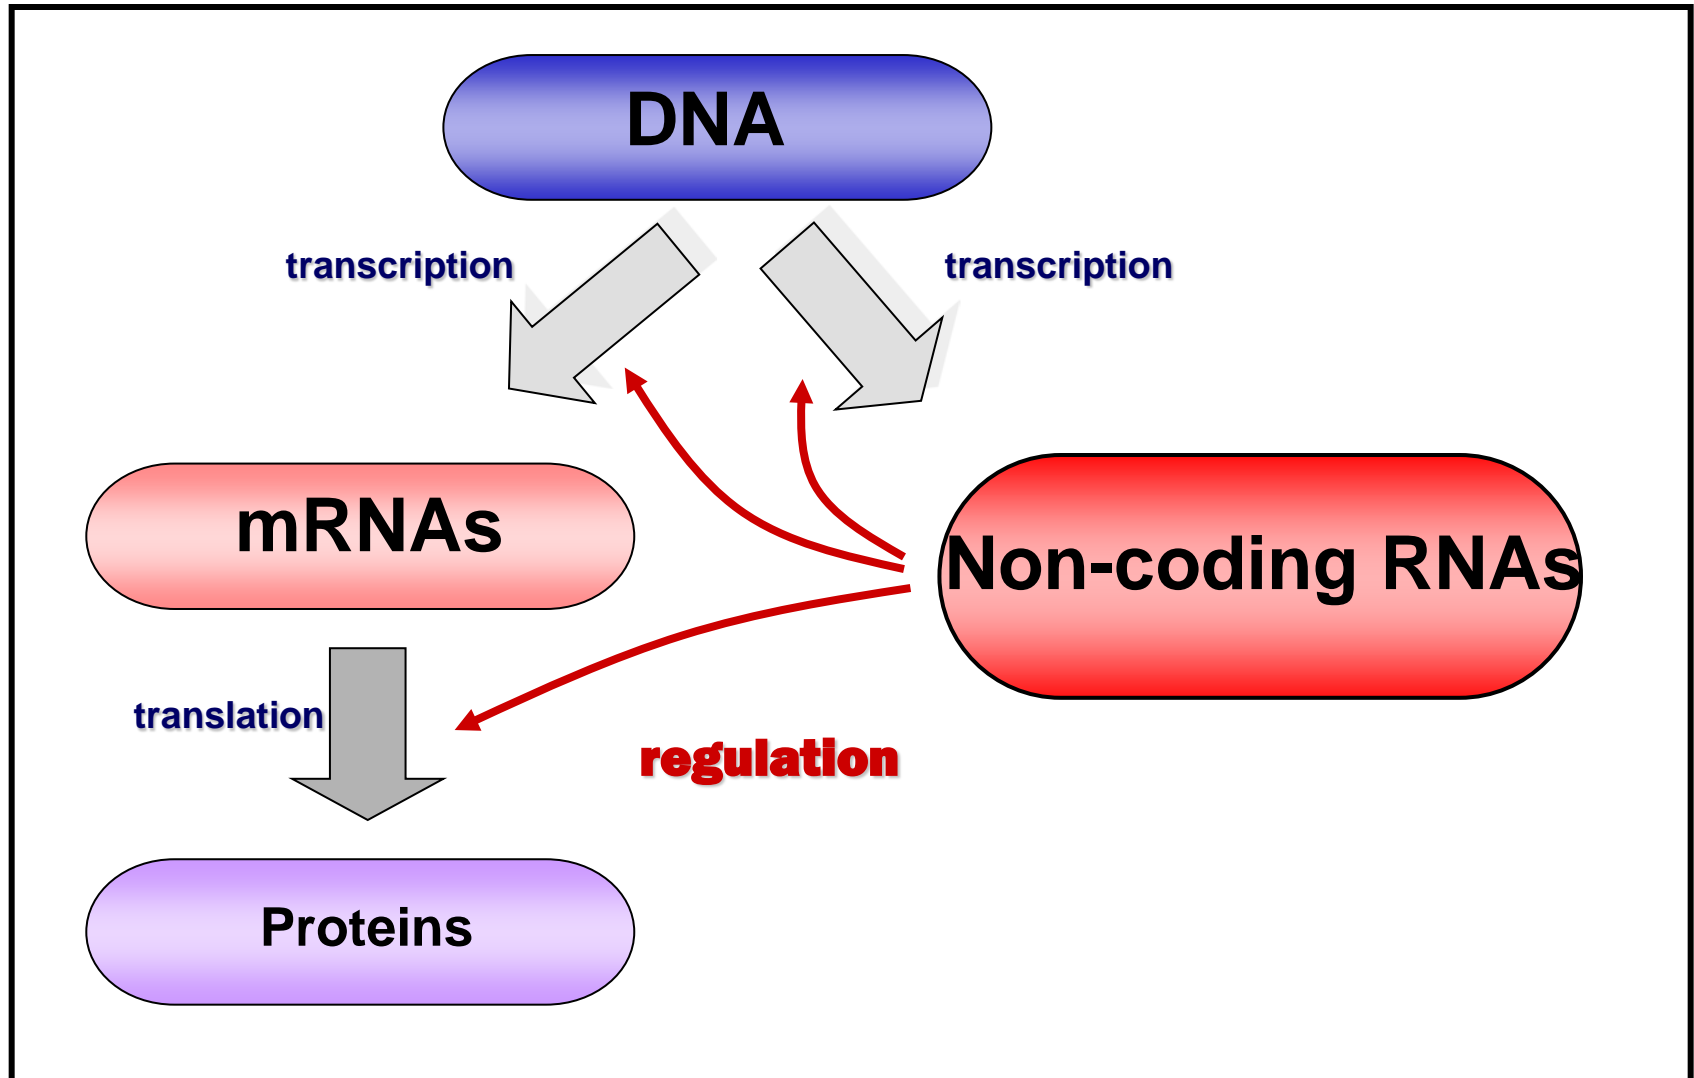 DNA
transcription
transcription
mRNAs
Non-coding RNAs
translation
regulation
Proteins